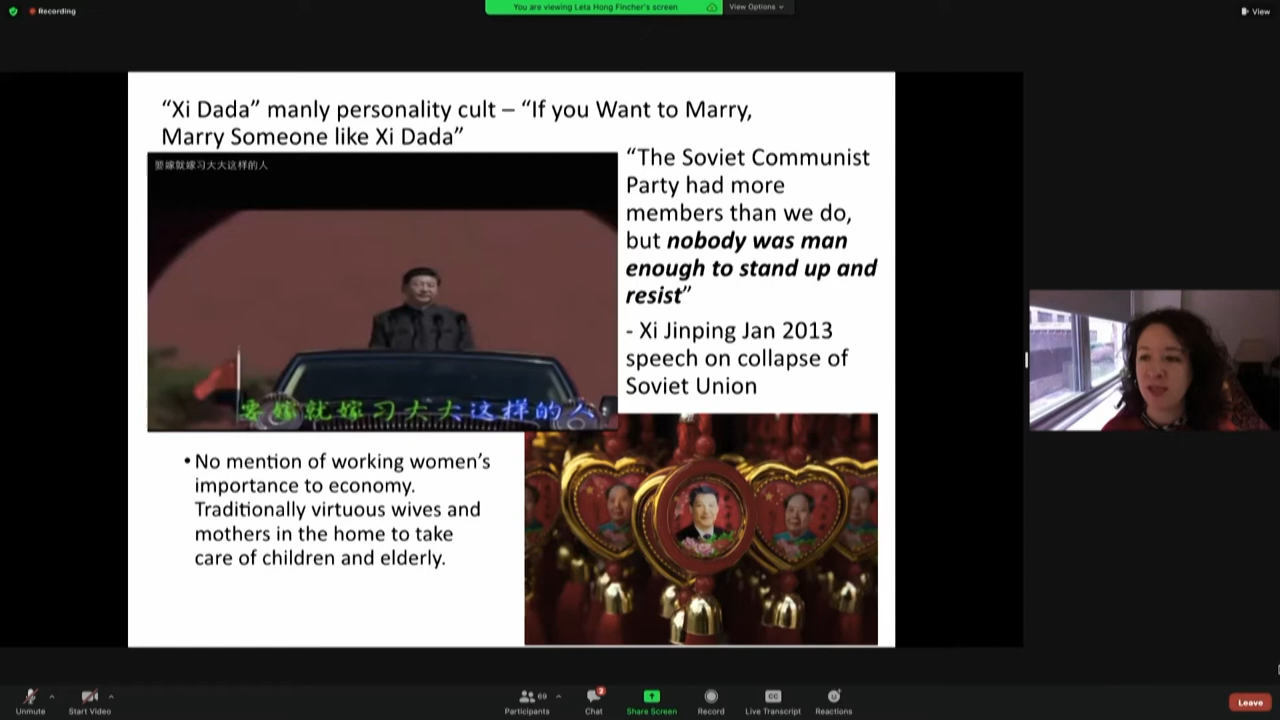 Recording
You are viewing Leta Hong Fincher's screen
View Options
View
“Xi Dada” manly personality cult – “If you Want to Marry,
Marry Someone like Xi Dada”
要嫁就嫁习大大这样的人
要嫁就嫁习大大这样的人
“The Soviet Communist
Party had more
members than we do,
but nobody was man
enough to stand up and
resist”
- Xi Jinping Jan 2013
speech on collapse of
Soviet Union
• No mention of working women’s
importance to economy.
Traditionally virtuous wives and
mothers in the home to take
care of children and elderly.
Unmute
Start Video
69
Participants
2
Chat
Share Screen
Record
CC
Live Transcript
Reactions
Leave